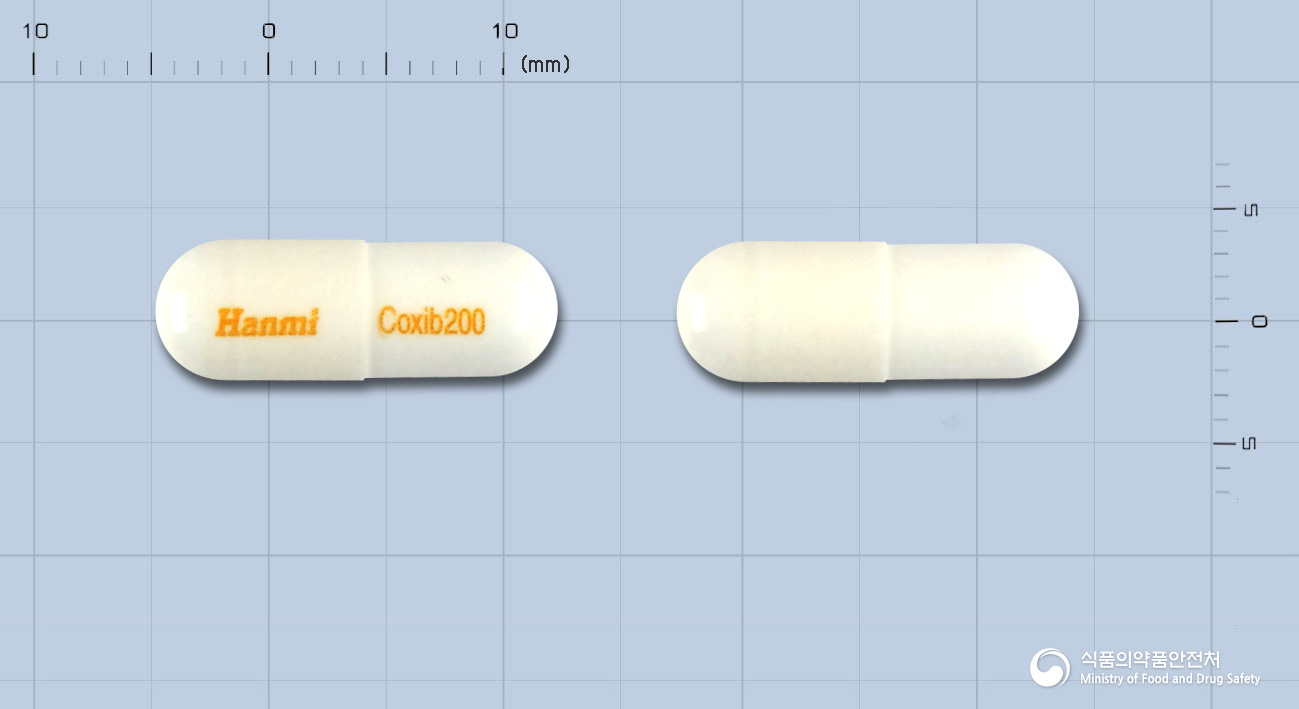 10 0 10
(mm)
5
0
5
Hanmi Coxib200
식품의약품안전처
Ministry of Food and Drug Safety